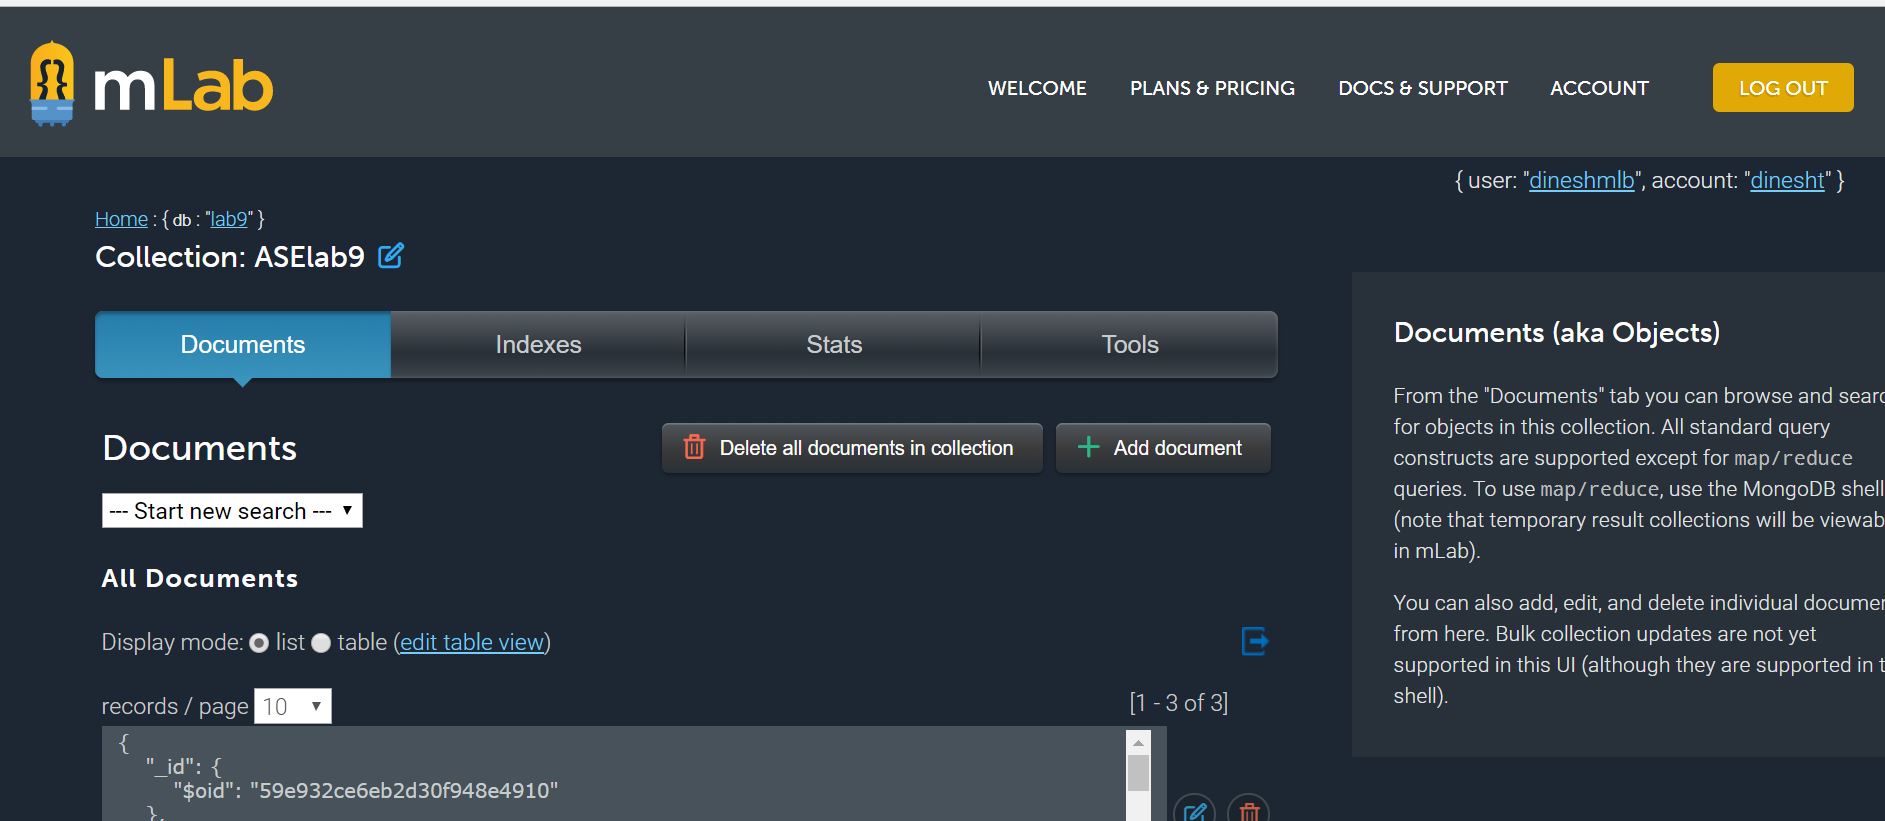 mLab
WELCOME PLANS & PRICING DOCS & SUPPORT ACCOUNT LOG OUT
{ user: "dineshmlb", account: "dinesht" }
Home : { db : "lab9" }
Collection: ASElab9
Documents Indexes Stats Tools
Documents
Delete all documents in collection
Add document
--- Start new search ---
All Documents
Display mode: list table (edit table view)
records / page 10
[1 - 3 of 3]
{
"_id": {
"$oid": "59e932ce6eb2d30f948e4910"
},
Documents (aka Objects)
From the "Documents" tab you can browse and searc
for objects in this collection. All standard query
constructs are supported except for map/reduce
queries. To use map/reduce, use the MongoDB shell
(note that temporary result collections will be viewab
in mLab).
You can also add, edit, and delete individual documen
from here. Bulk collection updates are not yet
supported in this UI (although they are supported in t
shell).